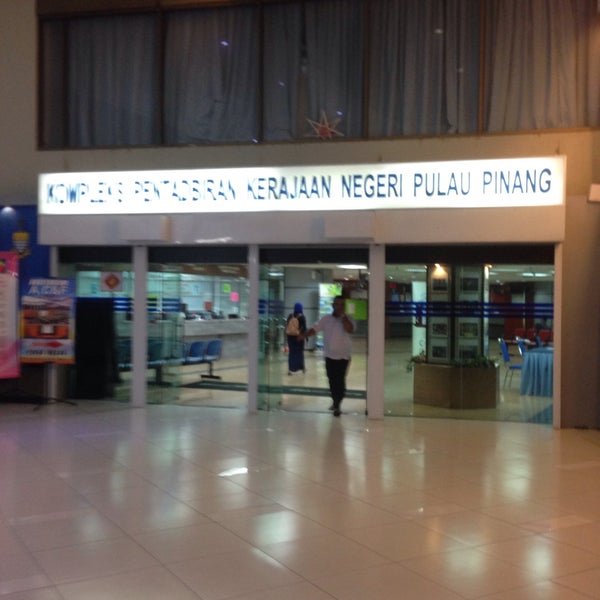 KOMPLEKS PENTADBIRAN KERAJAAN NEGERI PULAU PINANG